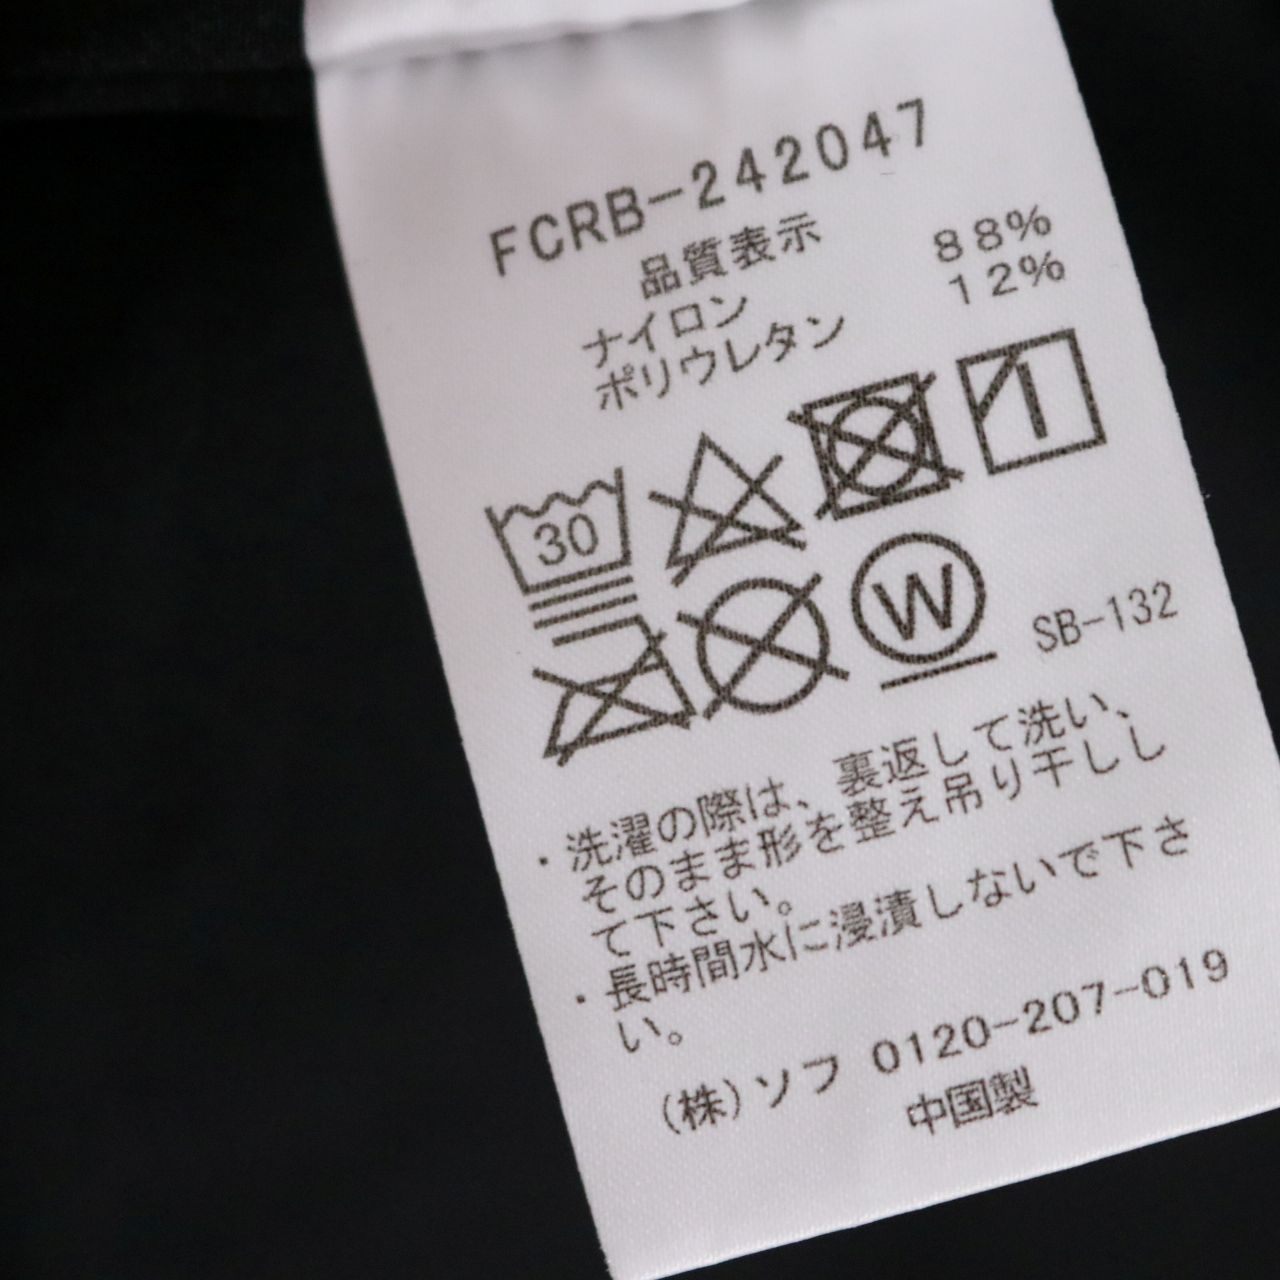 FCRB-242047
品質表示
ナイロン 88%
ポリウレタン 12%
30
W
SB-132
・洗濯の際は、裏返して洗い、
そのまま形を整え吊り干しし
て下さい。
・長時間水に浸漬しないで下さ
い。
(株)ソフ 0120-207-019
中国製